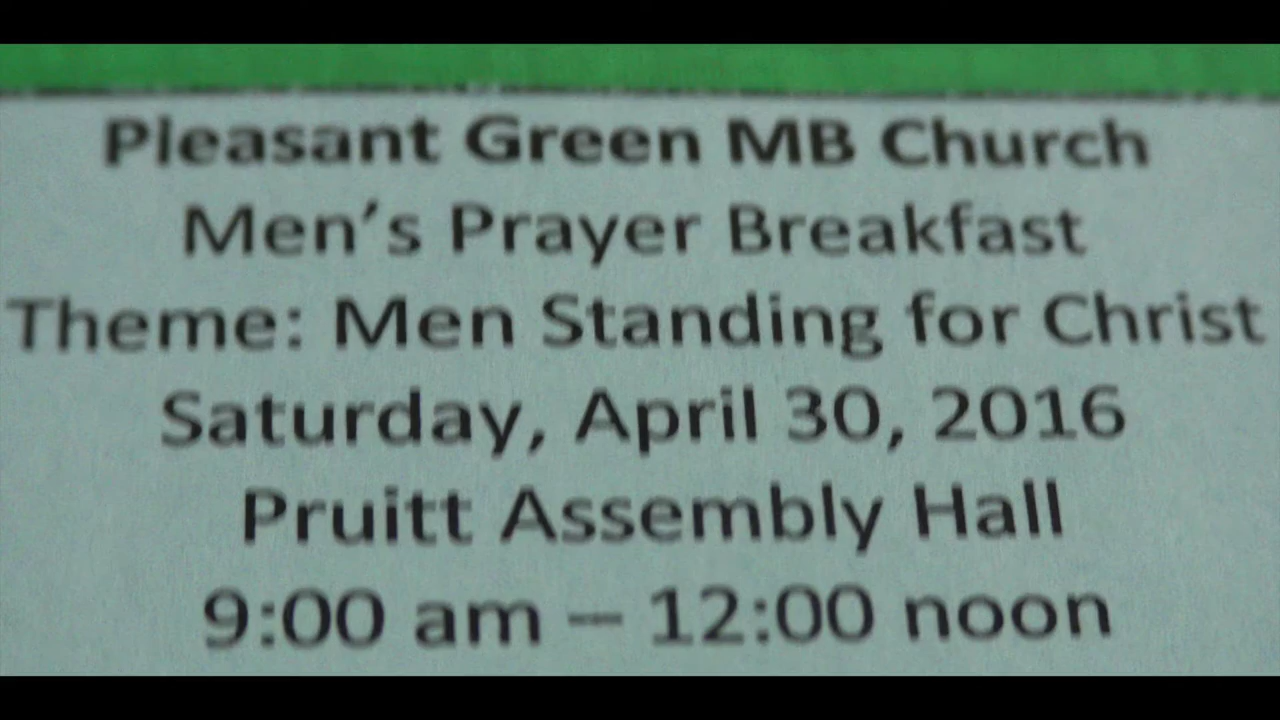 Pleasant Green MB Church
Men's Prayer Breakfast
Theme: Men Standing for Christ
Saturday, April 30, 2016
Pruitt Assembly Hall
9:00 am – 12:00 noon